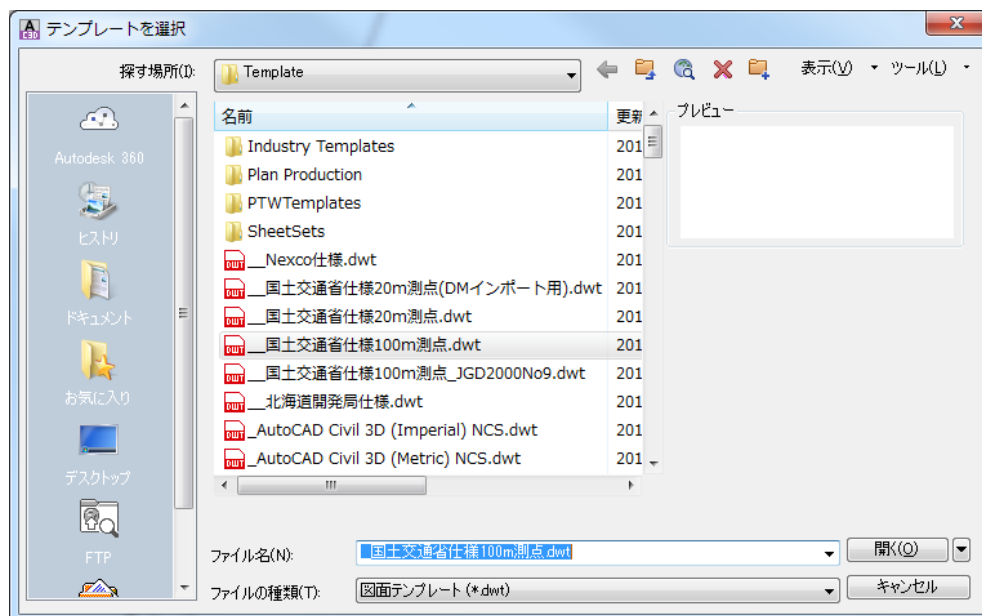 テンプレートを選択
探す場所(I):
Template
表示(V)
ツール(L)
Autodesk 360
ヒストリ
ドキュメント
お気に入り
デスクトップ
FTP
名前
更新
Industry Templates
201
Plan Production
201
PTWTemplates
201
SheetSets
201
__Nexco仕様.dwt
201
__国土交通省仕様20m測点(DMインポート用).dwt
201
__国土交通省仕様20m測点.dwt
201
__国土交通省仕様100m測点.dwt
201
__国土交通省仕様100m測点_JGD2000No9.dwt
201
__北海道開発局仕様.dwt
201
_AutoCAD Civil 3D (Imperial) NCS.dwt
201
_AutoCAD Civil 3D (Metric) NCS.dwt
201
プレビュー
ファイル名(N):
__国土交通省仕様100m測点.dwt
開く(O)
ファイルの種類(T):
図面テンプレート (*.dwt)
キャンセル